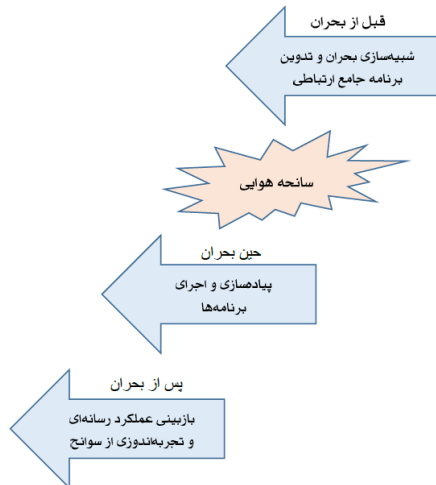 قبل از بحران
شبیه‌سازی بحران و تدوین
برنامه جامع ارتباطی
سانحه هوایی
حین بحران
پیاده‌سازی و اجرای
برنامه‌ها
پس از بحران
بازبینی عملکرد رسانه‌ای
و تجربه‌اندوزی از سوانح